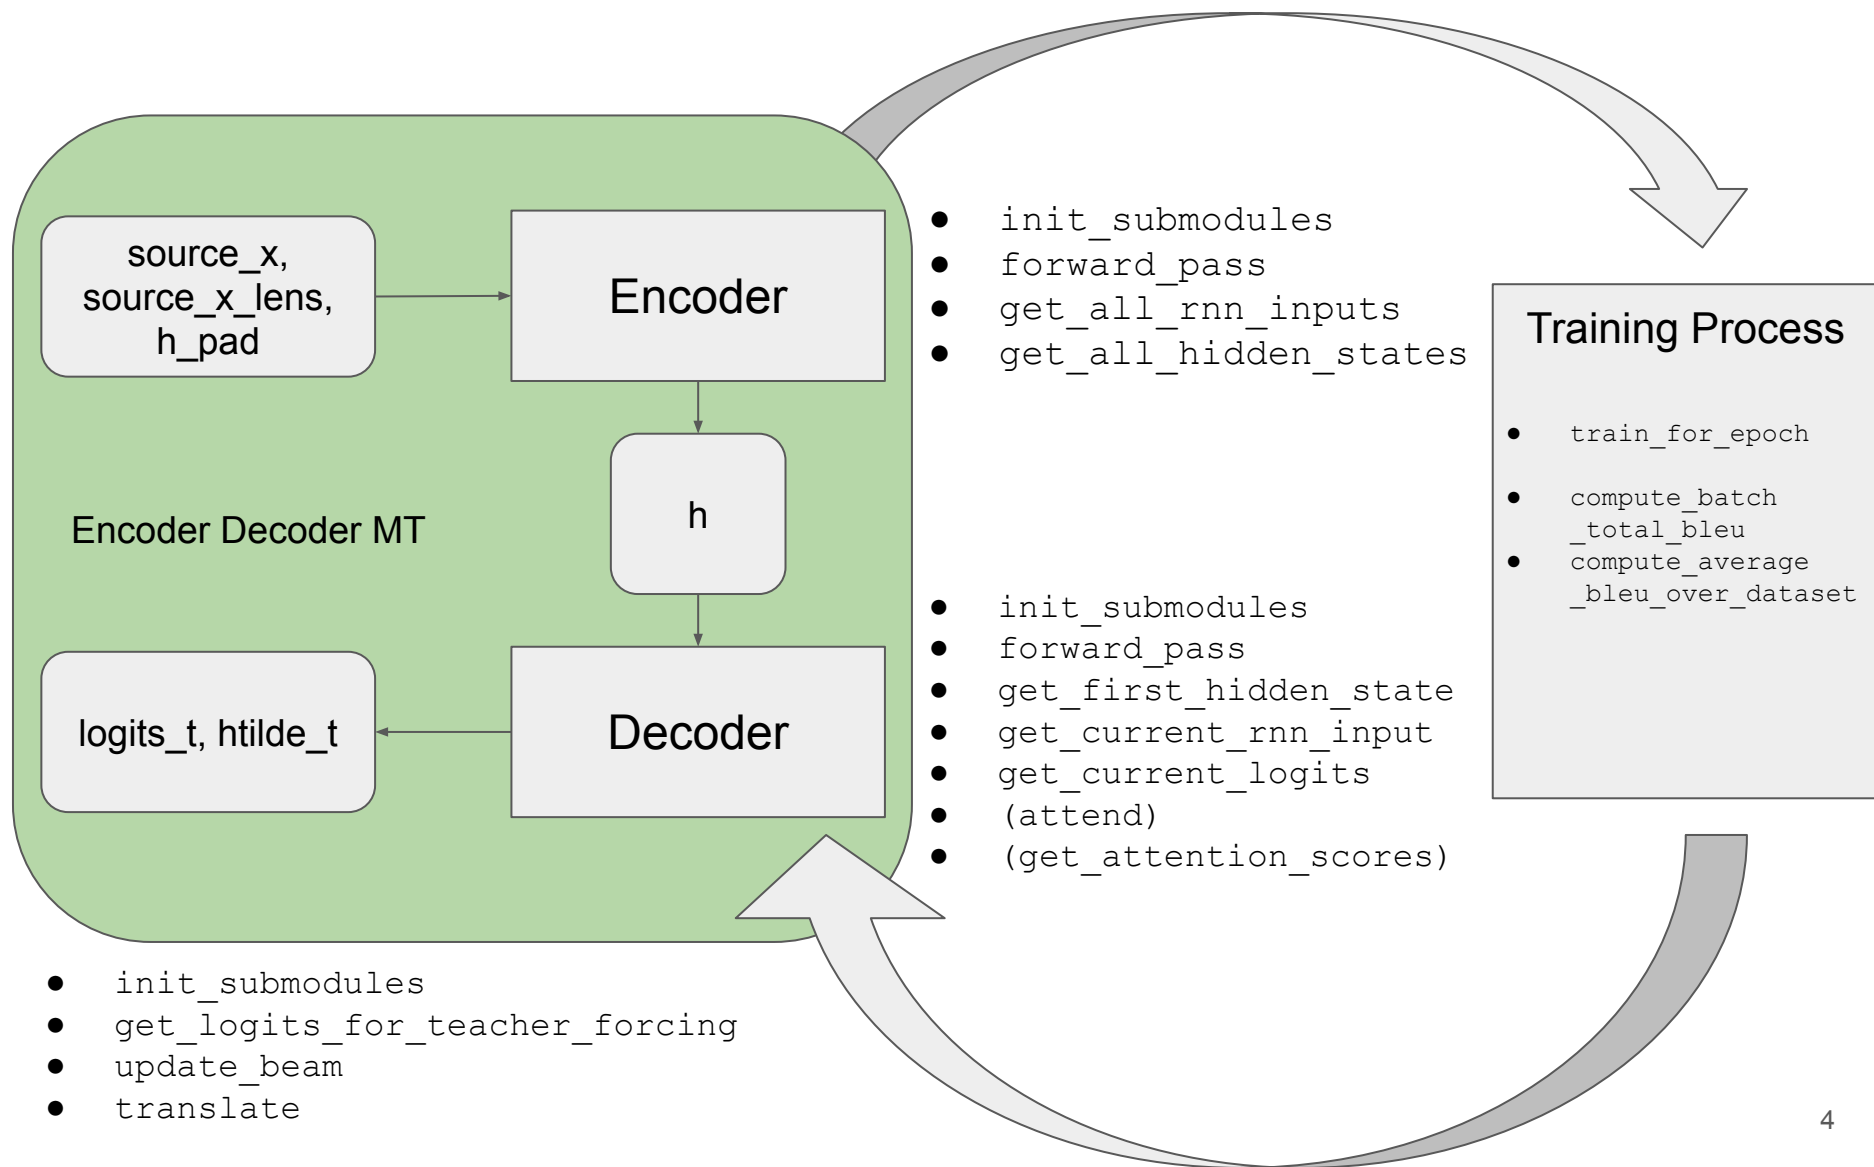 source_x,
source_x_lens,
h_pad
Encoder
● init_submodules
● forward_pass
● get_all_rnn_inputs
● get_all_hidden_states
h
Encoder Decoder MT
logits_t, htilde_t
Decoder
● init_submodules
● forward_pass
● get_first_hidden_state
● get_current_rnn_input
● get_current_logits
● (attend)
● (get_attention_scores)
Training Process
● train_for_epoch
● compute_batch
_total_bleu
● compute_average
_bleu_over_dataset
● init_submodules
● get_logits_for_teacher_forcing
● update_beam
● translate
4